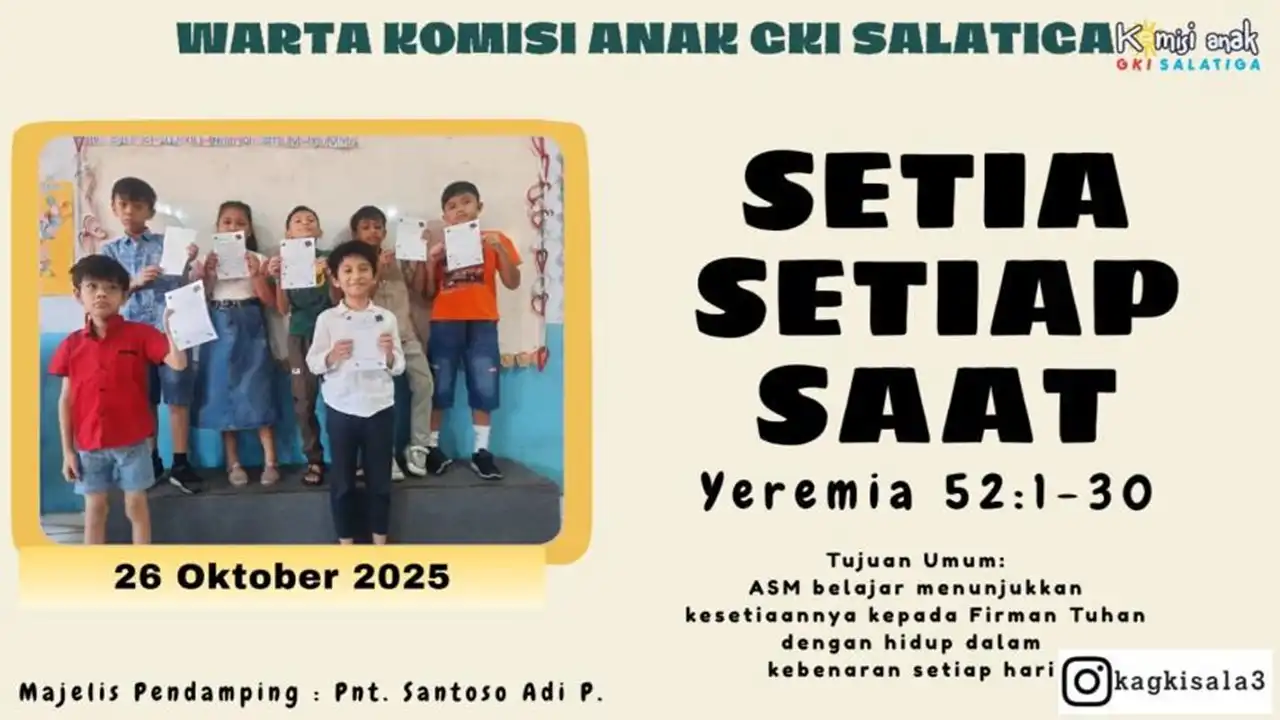 WARTA KOMISI ANAK GKI SALATIGA
Komisi anak
GKI SALATIGA
SETIA
SETIAP
SAAT
Yeremia 52:1-30
26 Oktober 2025
Tujuan Umum:
ASM belajar menunjukkan
kesetiaannya kepada Firman Tuhan
dengan hidup dalam
kebenaran setiap hari
Majelis Pendamping : Pnt. Santoso Adi P.
kagkisala3